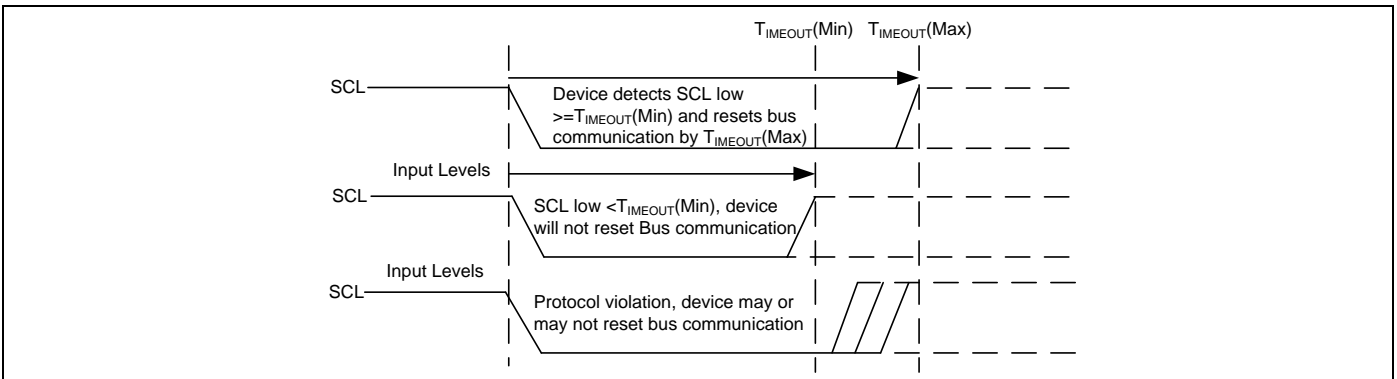 TIMEOUT(Min) TIMEOUT(Max)
SCL
Device detects SCL low
>=TIMEOUT(Min) and resets bus
communication by TIMEOUT(Max)
Input Levels
SCL
SCL low <TIMEOUT(Min), device
will not reset Bus communication
Input Levels
SCL
Protocol violation, device may or
may not reset bus communication